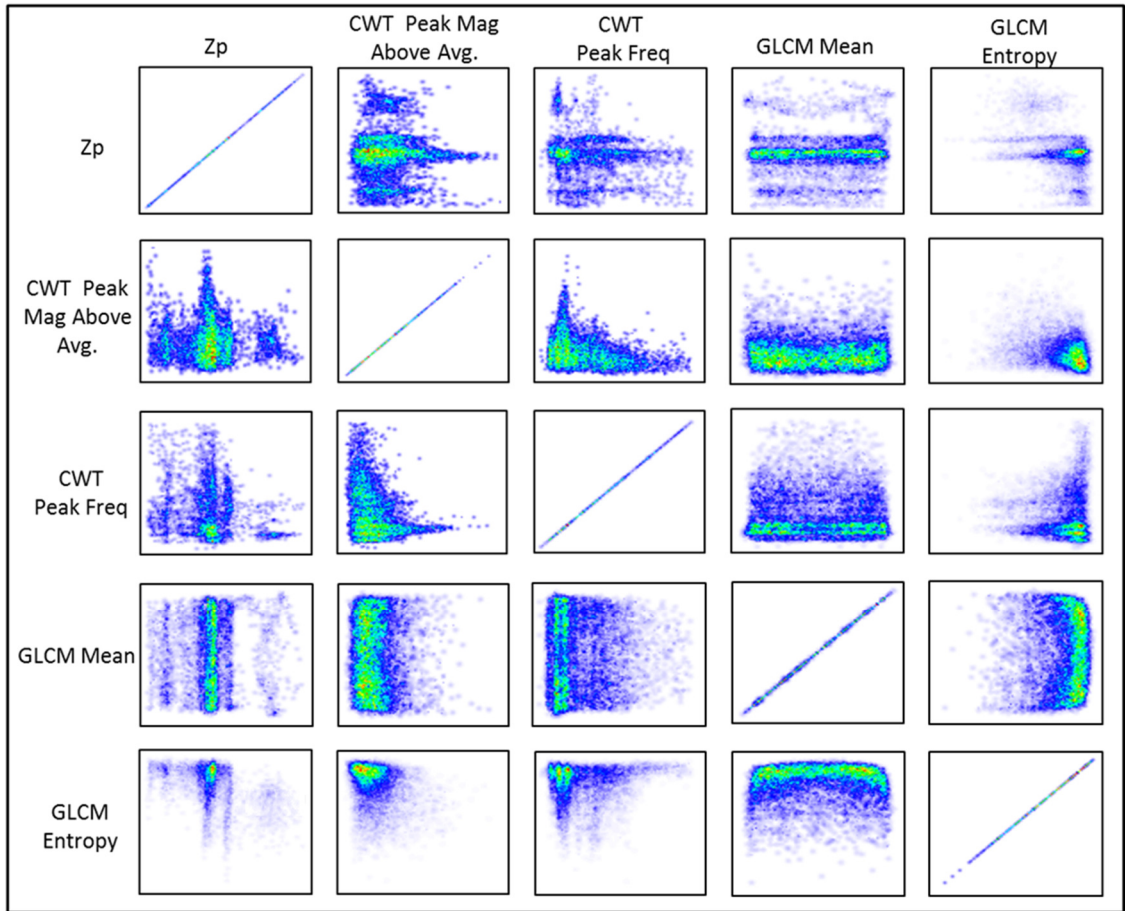 Zp
CWT Peak Mag
Above Avg.
CWT
Peak Freq
GLCM Mean
GLCM
Entropy
Zp
CWT Peak
Mag Above
Avg.
CWT
Peak Freq
GLCM Mean
GLCM
Entropy